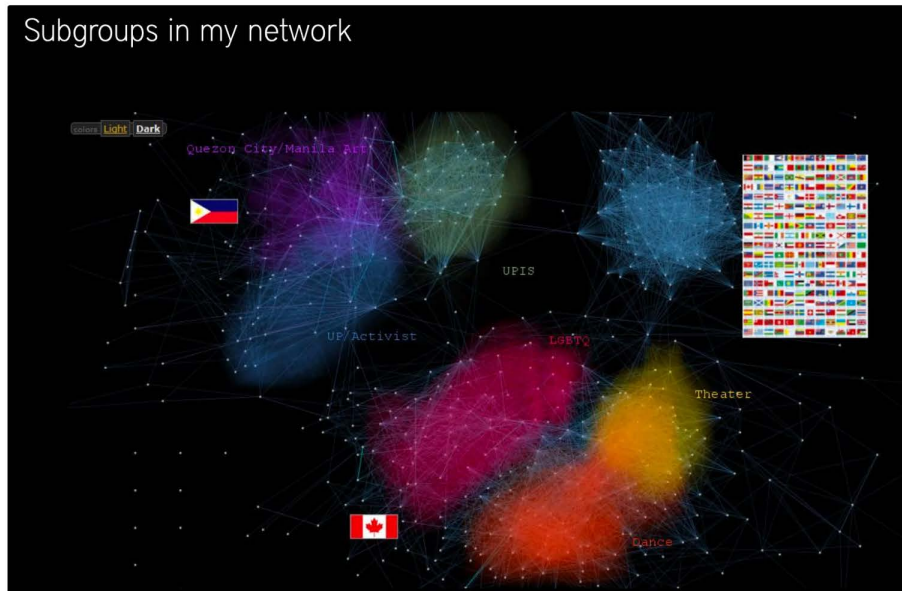 Subgroups in my network
colors Light Dark
Quezon City/Manila Art
UPIS
UP/Activist
LGBTQ
Theater
Dance